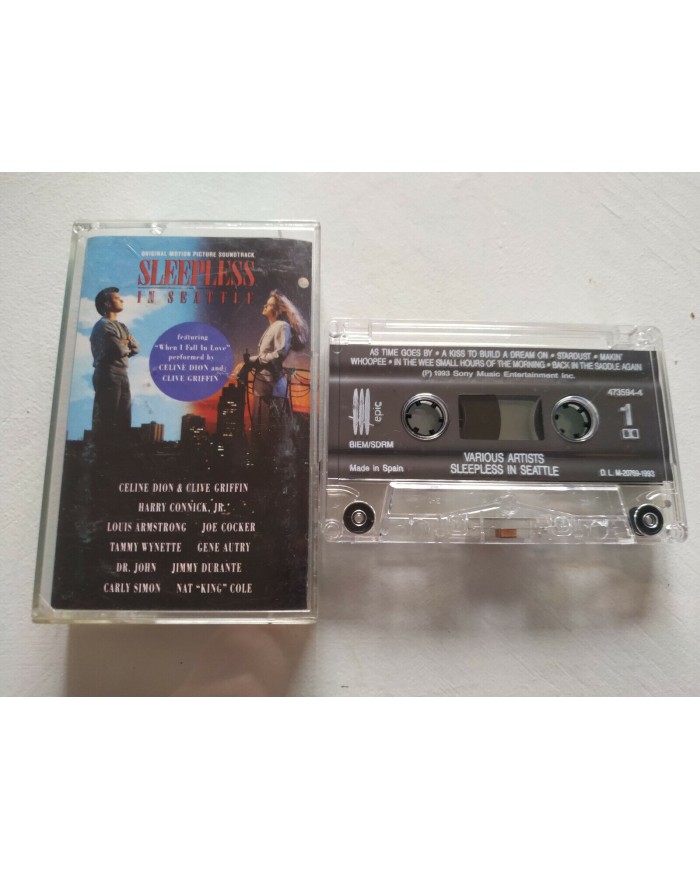 ORIGINAL MOTION PICTURE SOUNDTRACK
SLEEPLESS
IN SEATTLE
featuring
"When I Fall In Love"
performed by
CELINE DION and
CLIVE GRIFFIN
CELINE DION & CLIVE GRIFFIN
HARRY CONNICK, JR.
LOUIS ARMSTRONG JOE COCKER
TAMMY WYNETTE GENE AUTRY
DR. JOHN JIMMY DURANTE
CARLY SIMON NAT "KING" COLE
AS TIME GOES BY • A KISS TO BUILD A DREAM ON • STARDUST • MAKIN'
WHOOPEE • IN THE WEE SMALL HOURS OF THE MORNING • BACK IN THE SADDLE AGAIN
(P) 1993 Sony Music Entertainment Inc.
473594-4
epic
1
BIEM/SDRM
VARIOUS ARTISTS
Made in Spain
SLEEPLESS IN SEATTLE
D. L. M-20769-1993